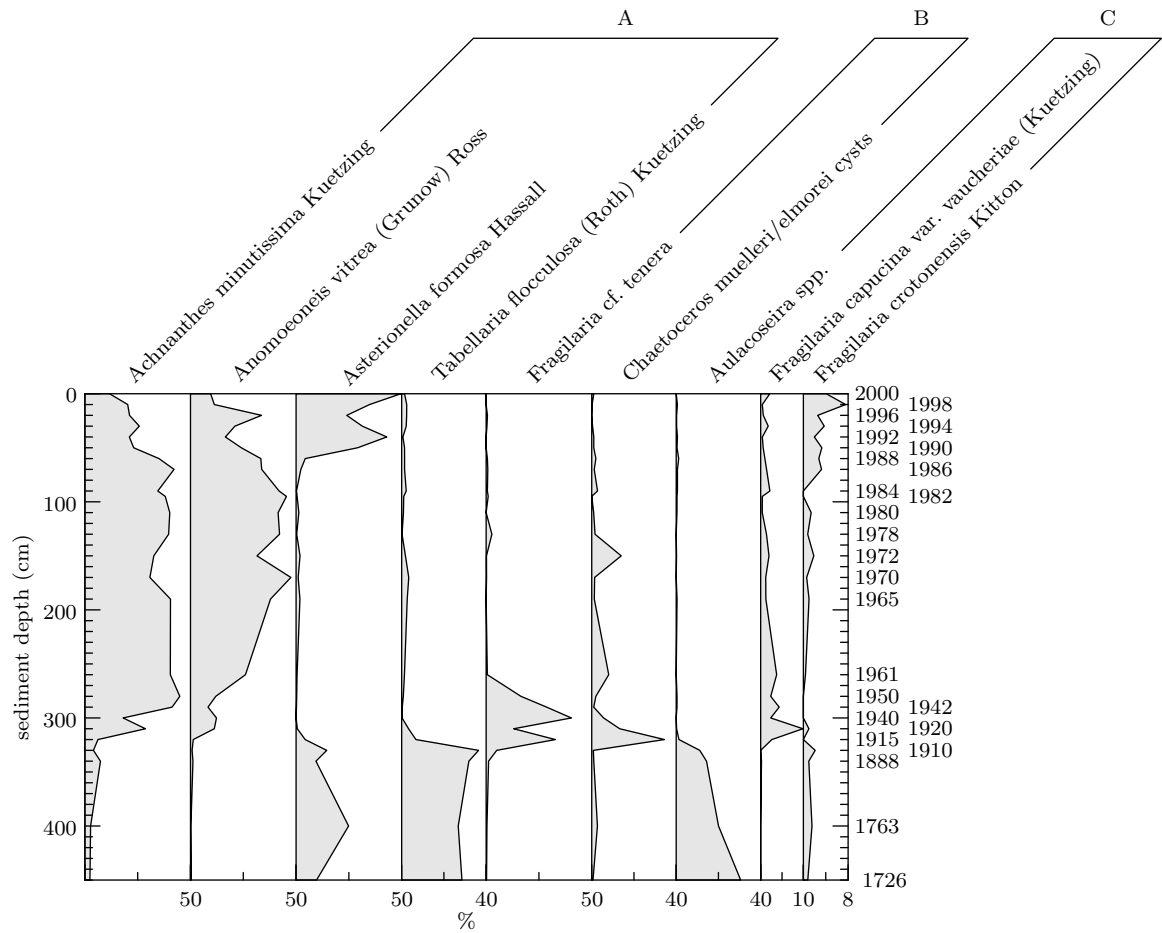 A
B
C
Achnanthes minutissima Kuetzing
Anomoeoneis vitrea (Grunow) Ross
Asterionella formosa Hassall
Tabellaria flocculosa (Roth) Kuetzing
Fragilaria cf. tenera
Chaetoceros muelleri/elmorei cysts
Aulacoseira spp.
Fragilaria capucina var. vaucheriae (Kuetzing)
Fragilaria crotonensis Kitton
sediment depth (cm)
0
100
200
300
400
2000
1998
1996
1994
1992
1990
1988
1986
1984
1982
1980
1978
1972
1970
1965
1961
1950
1942
1940
1920
1915
1910
1888
1763
1726
50 50 50 40 50 40 40 10 8
%